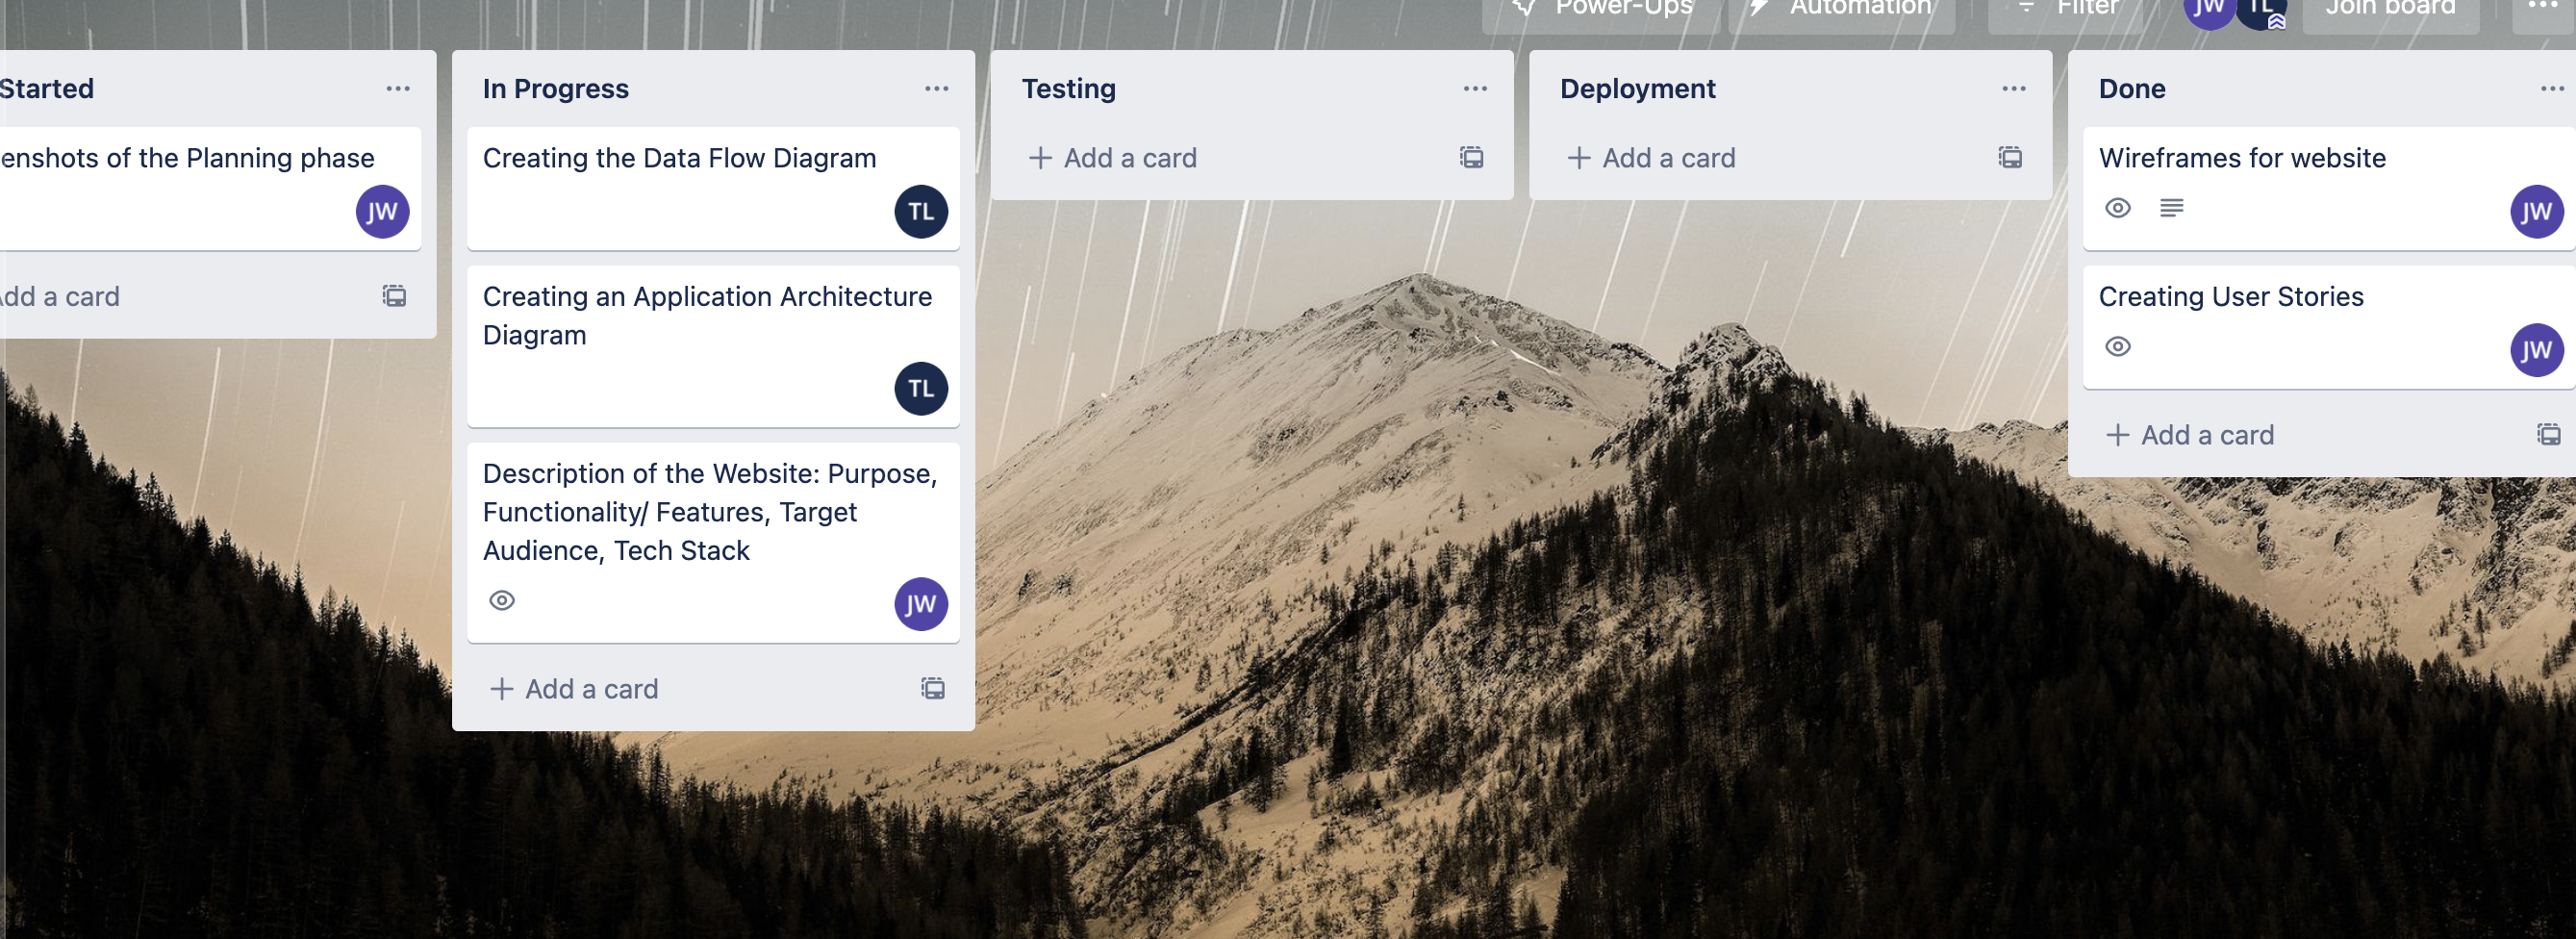 Power-Ups
Automation
Filter
JW
TL
Join board
Started
enshots of the Planning phase
JW
Add a card
In Progress
Creating the Data Flow Diagram
TL
Creating an Application Architecture
Diagram
TL
Description of the Website: Purpose,
Functionality/ Features, Target
Audience, Tech Stack
JW
Add a card
Testing
Add a card
Deployment
Add a card
Done
Wireframes for website
JW
Creating User Stories
JW
Add a card